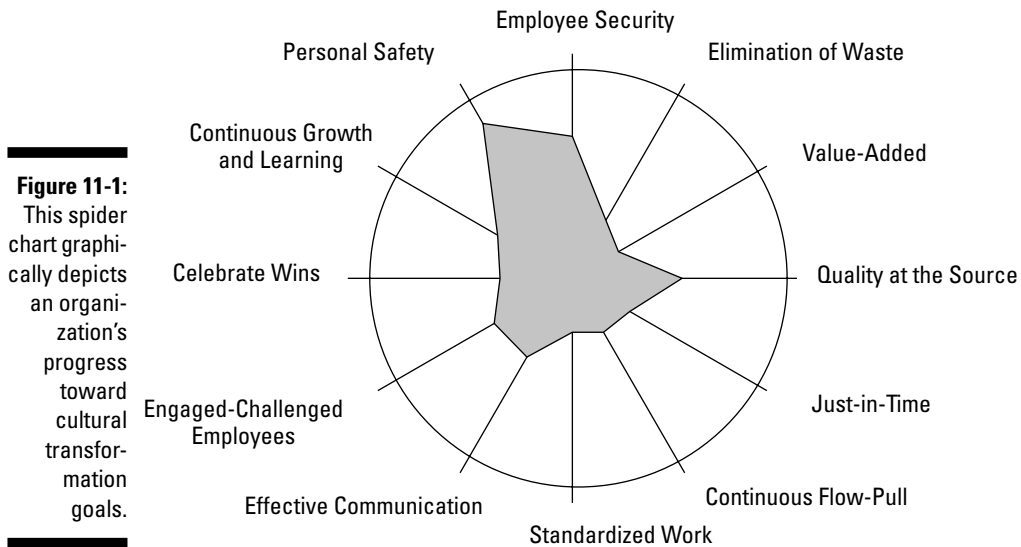 Figure 11-1:
This spider
chart graphi-
cally depicts
an organi-
zation's
progress
toward
cultural
transfor-
mation
goals.
Employee Security
Elimination of Waste
Value-Added
Quality at the Source
Just-in-Time
Continuous Flow-Pull
Standardized Work
Effective Communication
Engaged-Challenged
Employees
Celebrate Wins
Continuous Growth
and Learning
Personal Safety